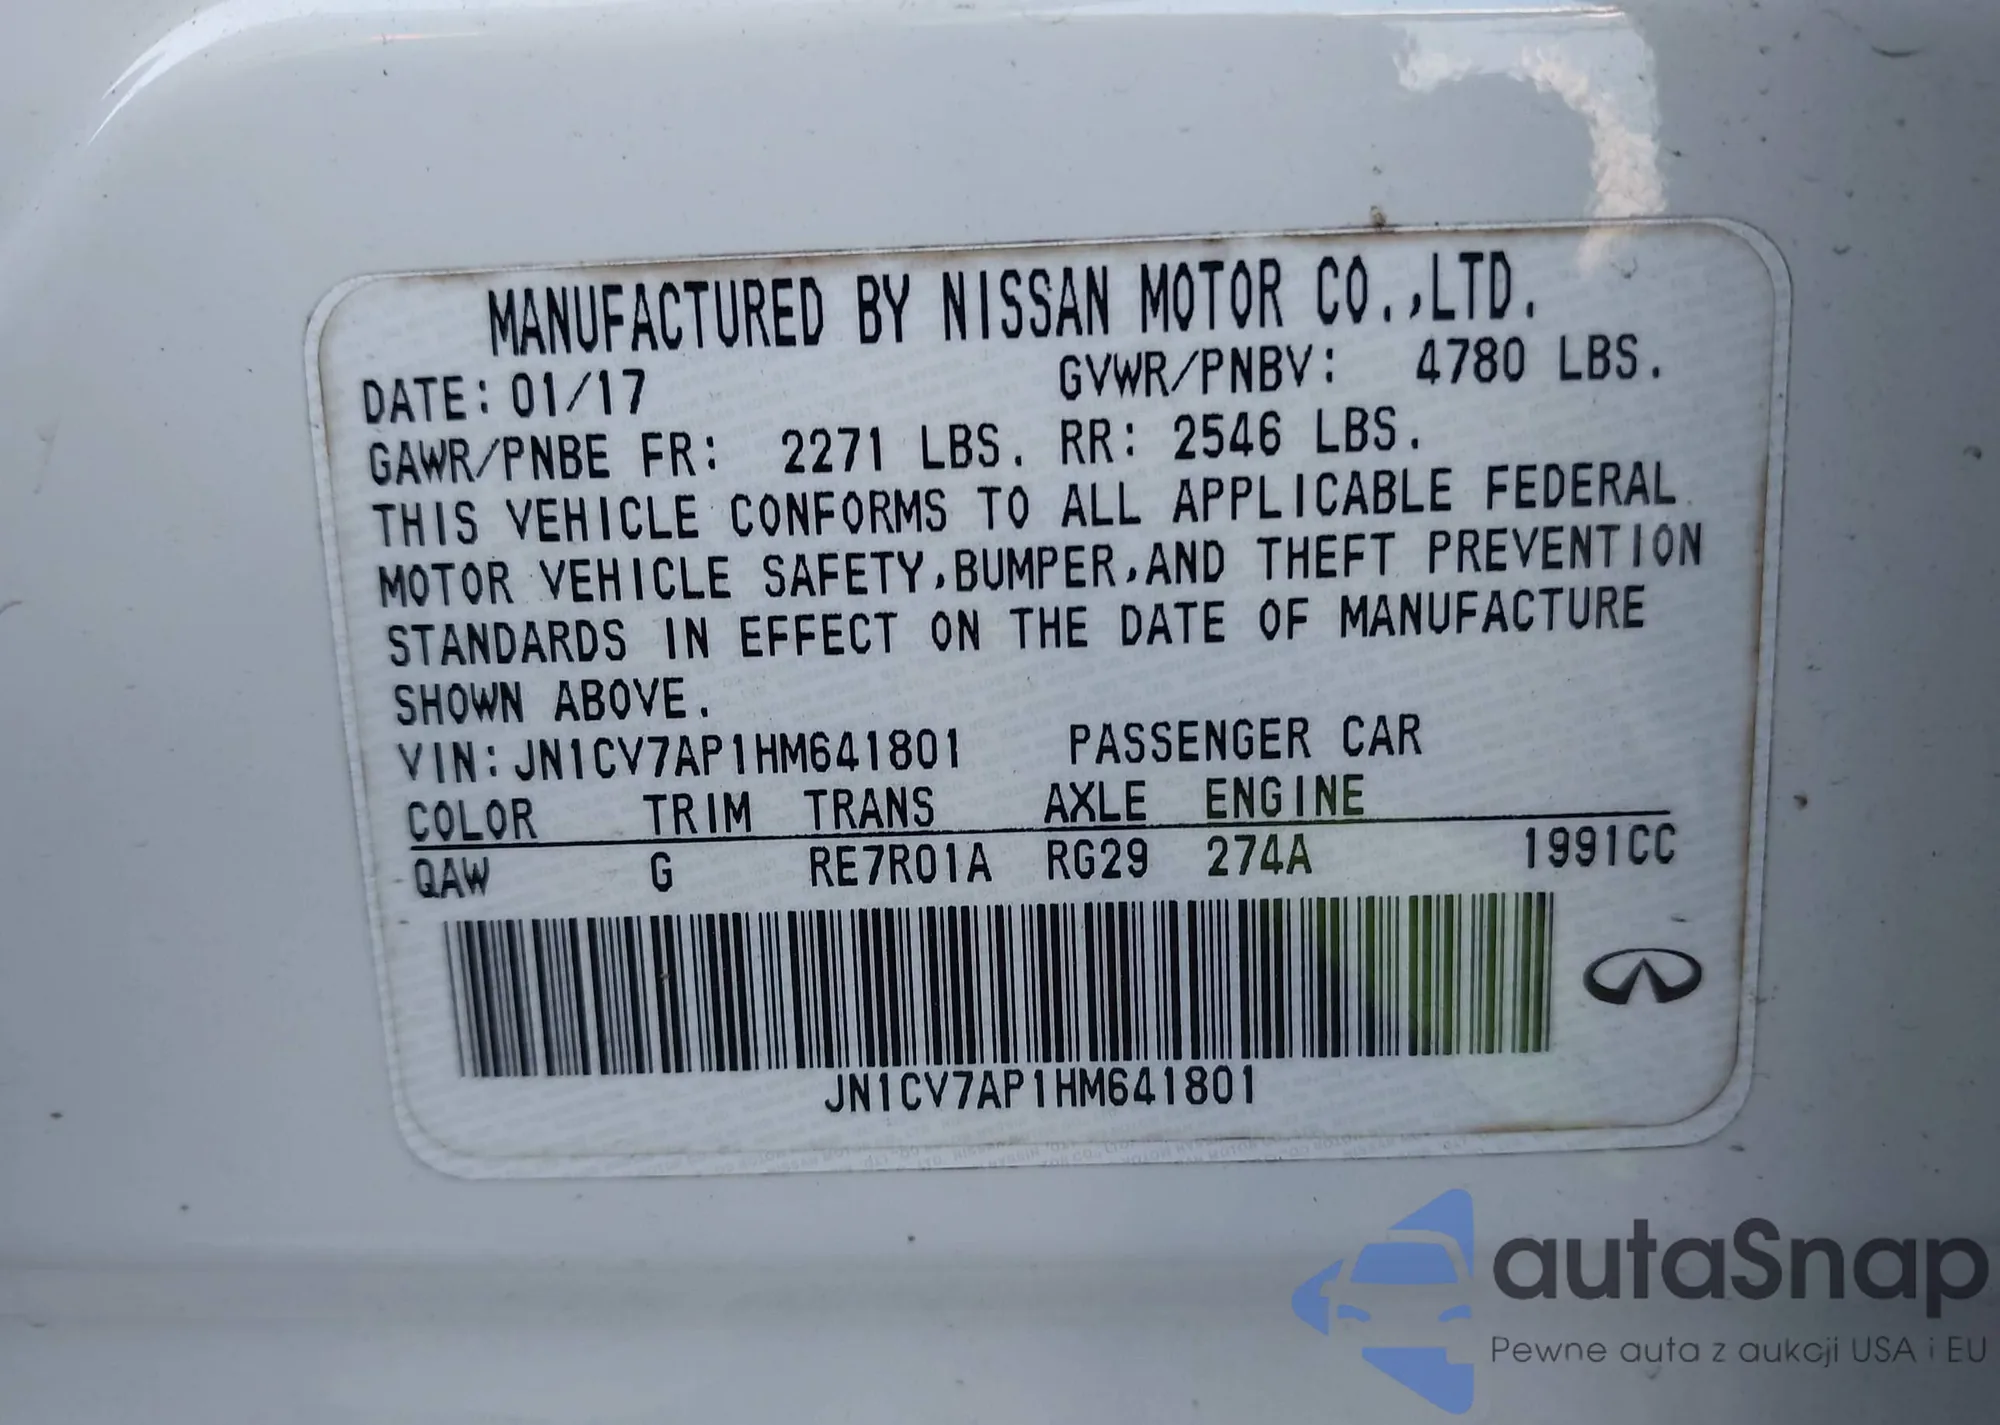 MANUFACTURED BY NISSAN MOTOR CO.,LTD.
DATE: 01/17 GVWR/PNBV: 4780 LBS.
GAWR/PNBE FR: 2271 LBS. RR: 2546 LBS.
THIS VEHICLE CONFORMS TO ALL APPLICABLE FEDERAL
MOTOR VEHICLE SAFETY,BUMPER,AND THEFT PREVENTION
STANDARDS IN EFFECT ON THE DATE OF MANUFACTURE
SHOWN ABOVE.
VIN:JN1CV7AP1HM641801 PASSENGER CAR
COLOR TRIM TRANS AXLE ENGINE
QAW G RE7R01A RG29 274A 1991CC
JN1CV7AP1HM641801
autaSnap
Pewne auta z aukcji USA i EU